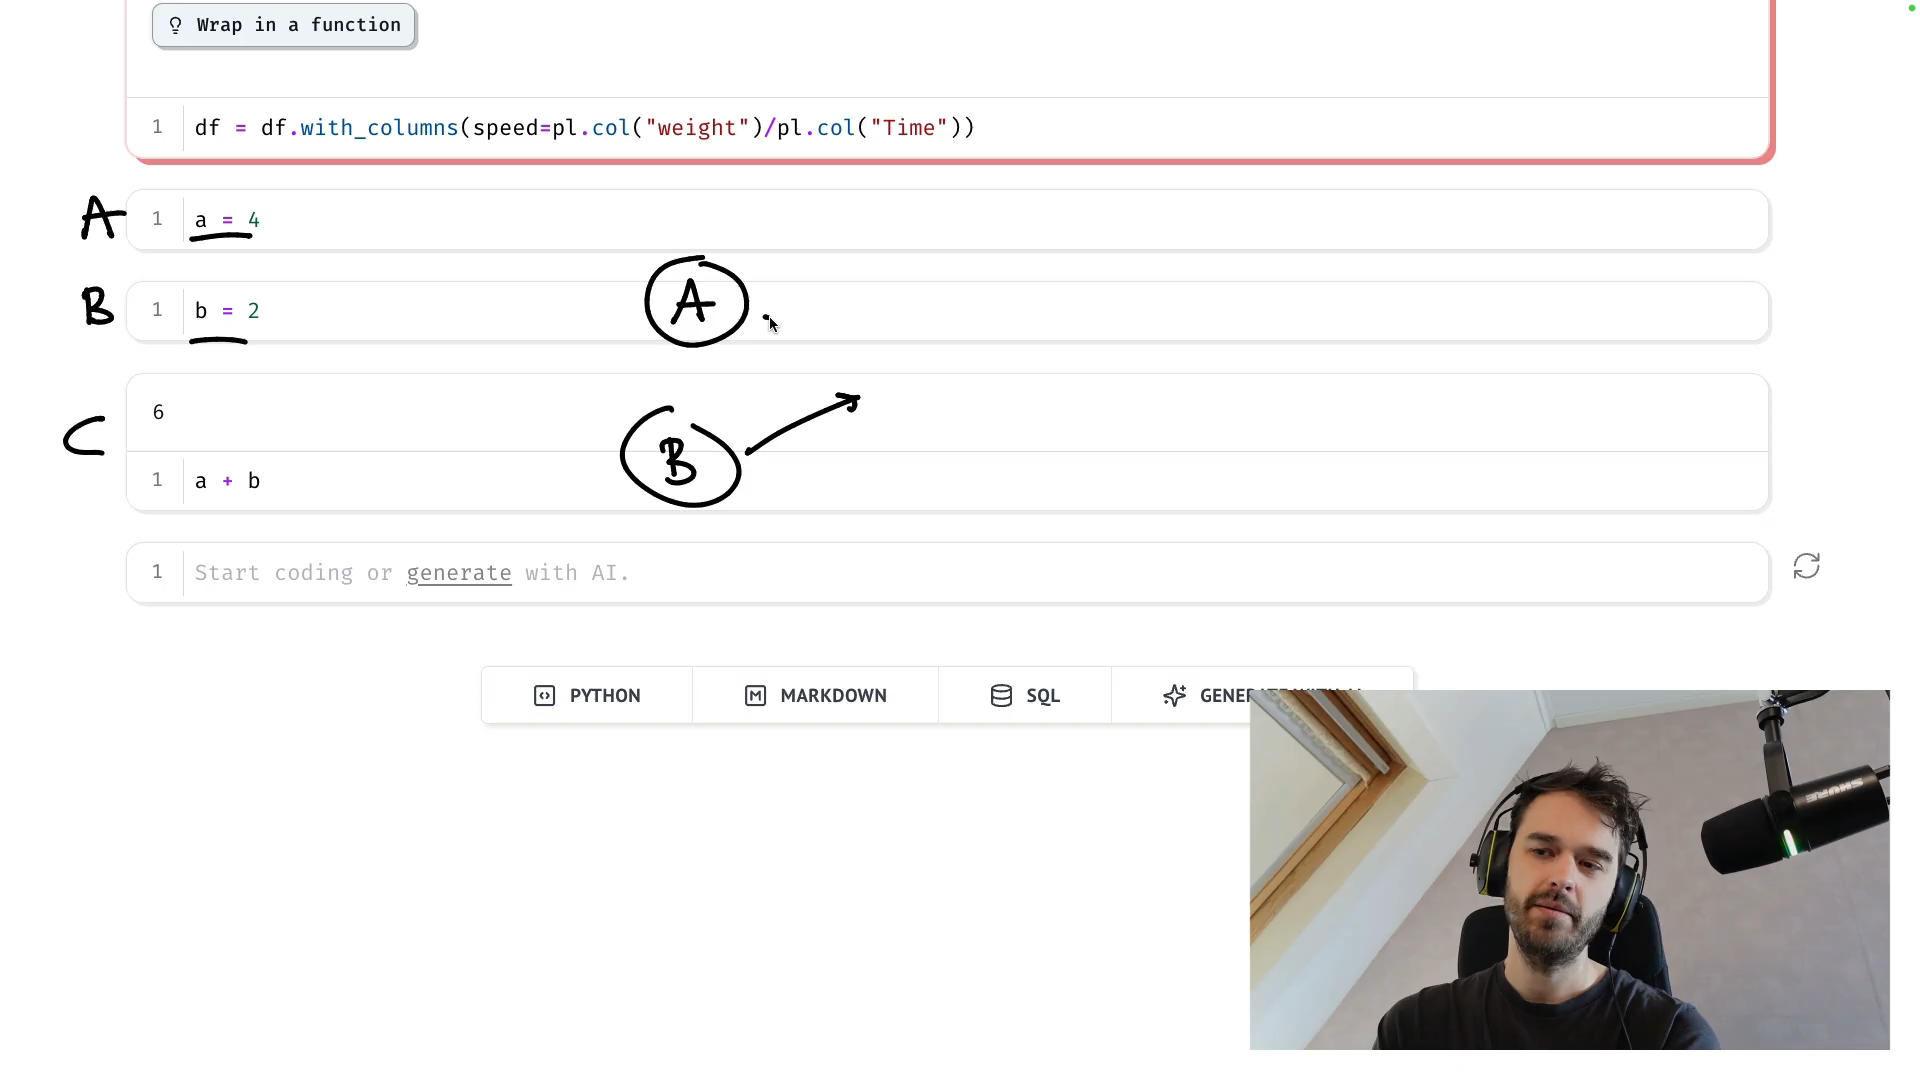 Wrap in a function
1 df = df.with_columns(speed=pl.col("weight")/pl.col("Time"))
A 1 a = 4
B 1 b = 2
A
6
C
B
1 a + b
1 Start coding or generate with AI.
PYTHON MARKDOWN SQL
SHURE